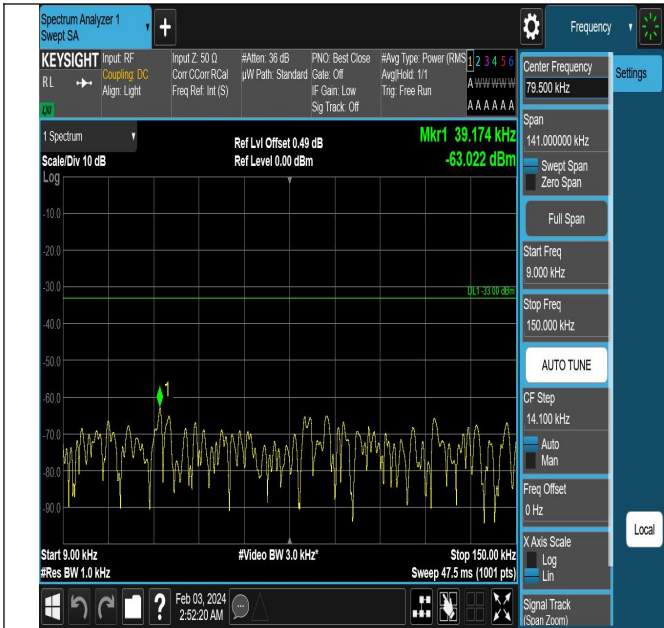 Spectrum Analyzer 1
Swept SA
Frequency
KEYSIGHT
RL
LXI
Input: RF
Coupling: DC
Align: Light
Input Z: 50 Ω
Corr CCorr RCal
Freq Ref: Int (S)
#Atten: 36 dB
µW Path: Standard
PNO: Best Close
Gate: Off
IF Gain: Low
Sig Track: Off
#Avg Type: Power (RMS
Avg|Hold: 1/1
Trig: Free Run
1 2 3 4 5 6
A W W W W W
A A A A A A
1 Spectrum
Scale/Div 10 dB
Log
Ref Lvl Offset 0.49 dB
Ref Level 0.00 dBm
Mkr1 39.174 kHz
-63.022 dBm
-10.0
-20.0
-30.0
DL1 -33.00 dBm
-40.0
-50.0
1
-60.0
-70.0
-80.0
-90.0
Start 9.00 kHz
#Res BW 1.0 kHz
#Video BW 3.0 kHz*
Stop 150.00 kHz
Sweep 47.5 ms (1001 pts)
?
Feb 03, 2024
2:52:20 AM
Center Frequency
79.500 kHz
Settings
Span
141.000000 kHz
Swept Span
Zero Span
Full Span
Start Freq
9.000 kHz
Stop Freq
150.000 kHz
AUTO TUNE
CF Step
14.100 kHz
Auto
Man
Freq Offset
0 Hz
Local
X Axis Scale
Log
Lin
Signal Track
(Span Zoom)